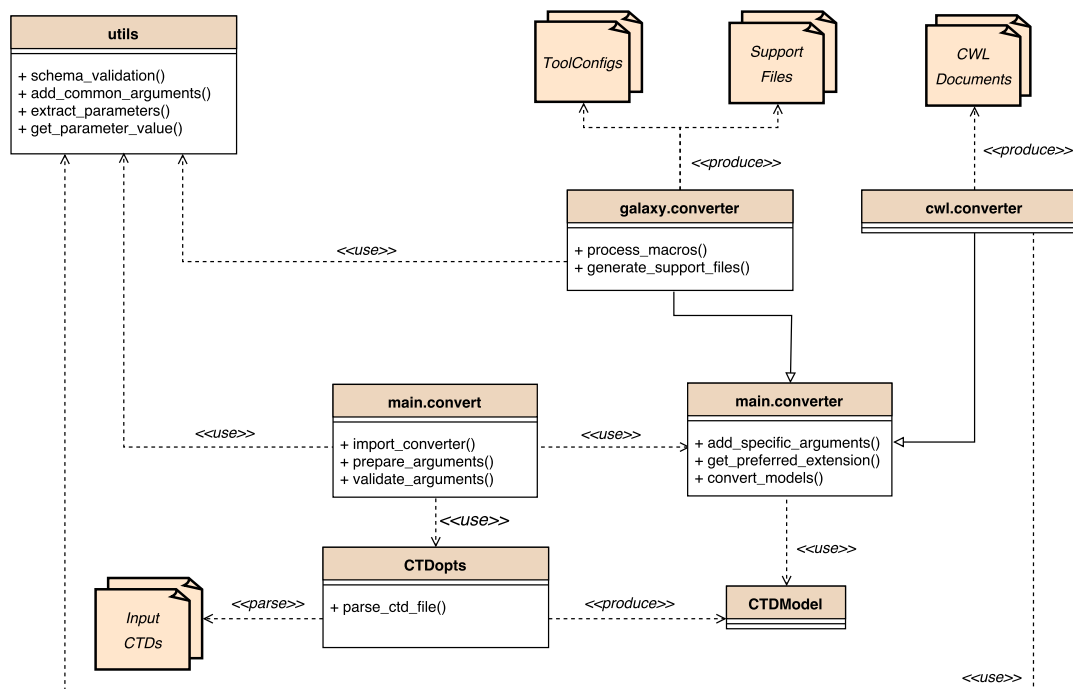 utils
+ schema_validation()
+ add_common_arguments()
+ extract_parameters()
+ get_parameter_value()
ToolConfigs
Support
Files
CWL
Documents
<<produce>>
<<produce>>
galaxy.converter
+ process_macros()
+ generate_support_files()
cwl.converter
<<use>>
main.convert
+ import_converter()
+ prepare_arguments()
+ validate_arguments()
<<use>>
<<use>>
main.converter
+ add_specific_arguments()
+ get_preferred_extension()
+ convert_models()
<<use>>
<<use>>
CTDopts
+ parse_ctd_file()
<<parse>>
<<produce>>
CTDModel
Input
CTDs
<<use>>